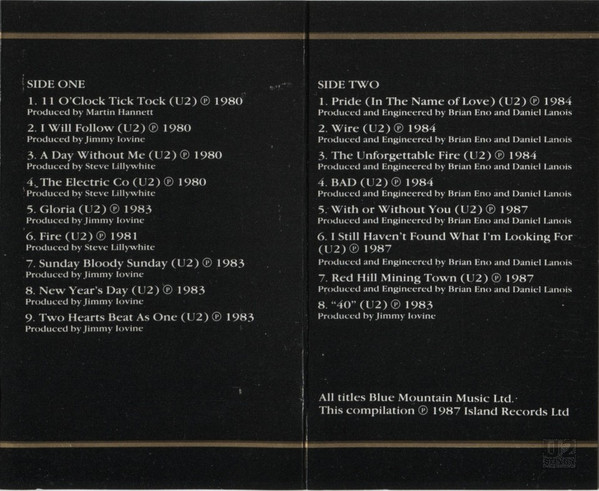 SIDE ONE
1. 11 O'Clock Tick Tock (U2) ℗ 1980
Produced by Martin Hannett
2. I Will Follow (U2) ℗ 1980
Produced by Jimmy Iovine
3. A Day Without Me (U2) ℗ 1980
Produced by Steve Lillywhite
4. The Electric Co (U2) ℗ 1980
Produced by Steve Lillywhite
5. Gloria (U2) ℗ 1983
Produced by Jimmy Iovine
6. Fire (U2) ℗ 1981
Produced by Steve Lillywhite
7. Sunday Bloody Sunday (U2) ℗ 1983
Produced by Jimmy Iovine
8. New Year's Day (U2) ℗ 1983
Produced by Jimmy Iovine
9. Two Hearts Beat As One (U2) ℗ 1983
Produced by Jimmy Iovine
SIDE TWO
1. Pride (In The Name of Love) (U2) ℗ 1984
Produced and Engineered by Brian Eno and Daniel Lanois
2. Wire (U2) ℗ 1984
Produced and Engineered by Brian Eno and Daniel Lanois
3. The Unforgettable Fire (U2) ℗ 1984
Produced and Engineered by Brian Eno and Daniel Lanois
4. BAD (U2) ℗ 1984
Produced and Engineered by Brian Eno and Daniel Lanois
5. With or Without You (U2) ℗ 1987
Produced and Engineered by Brian Eno and Daniel Lanois
6. I Still Haven't Found What I'm Looking For
(U2) ℗ 1987
Produced and Engineered by Brian Eno and Daniel Lanois
7. Red Hill Mining Town (U2) ℗ 1987
Produced and Engineered by Brian Eno and Daniel Lanois
8. "40" (U2) ℗ 1983
Produced by Jimmy Iovine
All titles Blue Mountain Music Ltd.
This compilation ℗ 1987 Island Records Ltd
U2